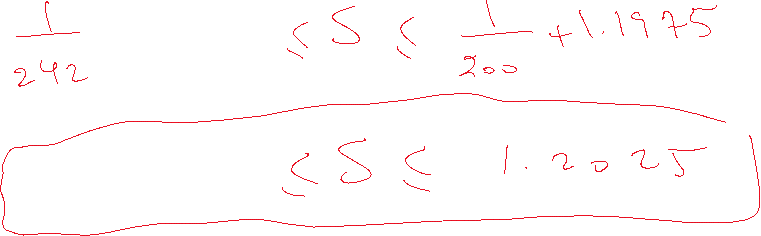 1/242 ≤ S ≤ 1/200 + 1.1975
≤ S ≤ 1.2025